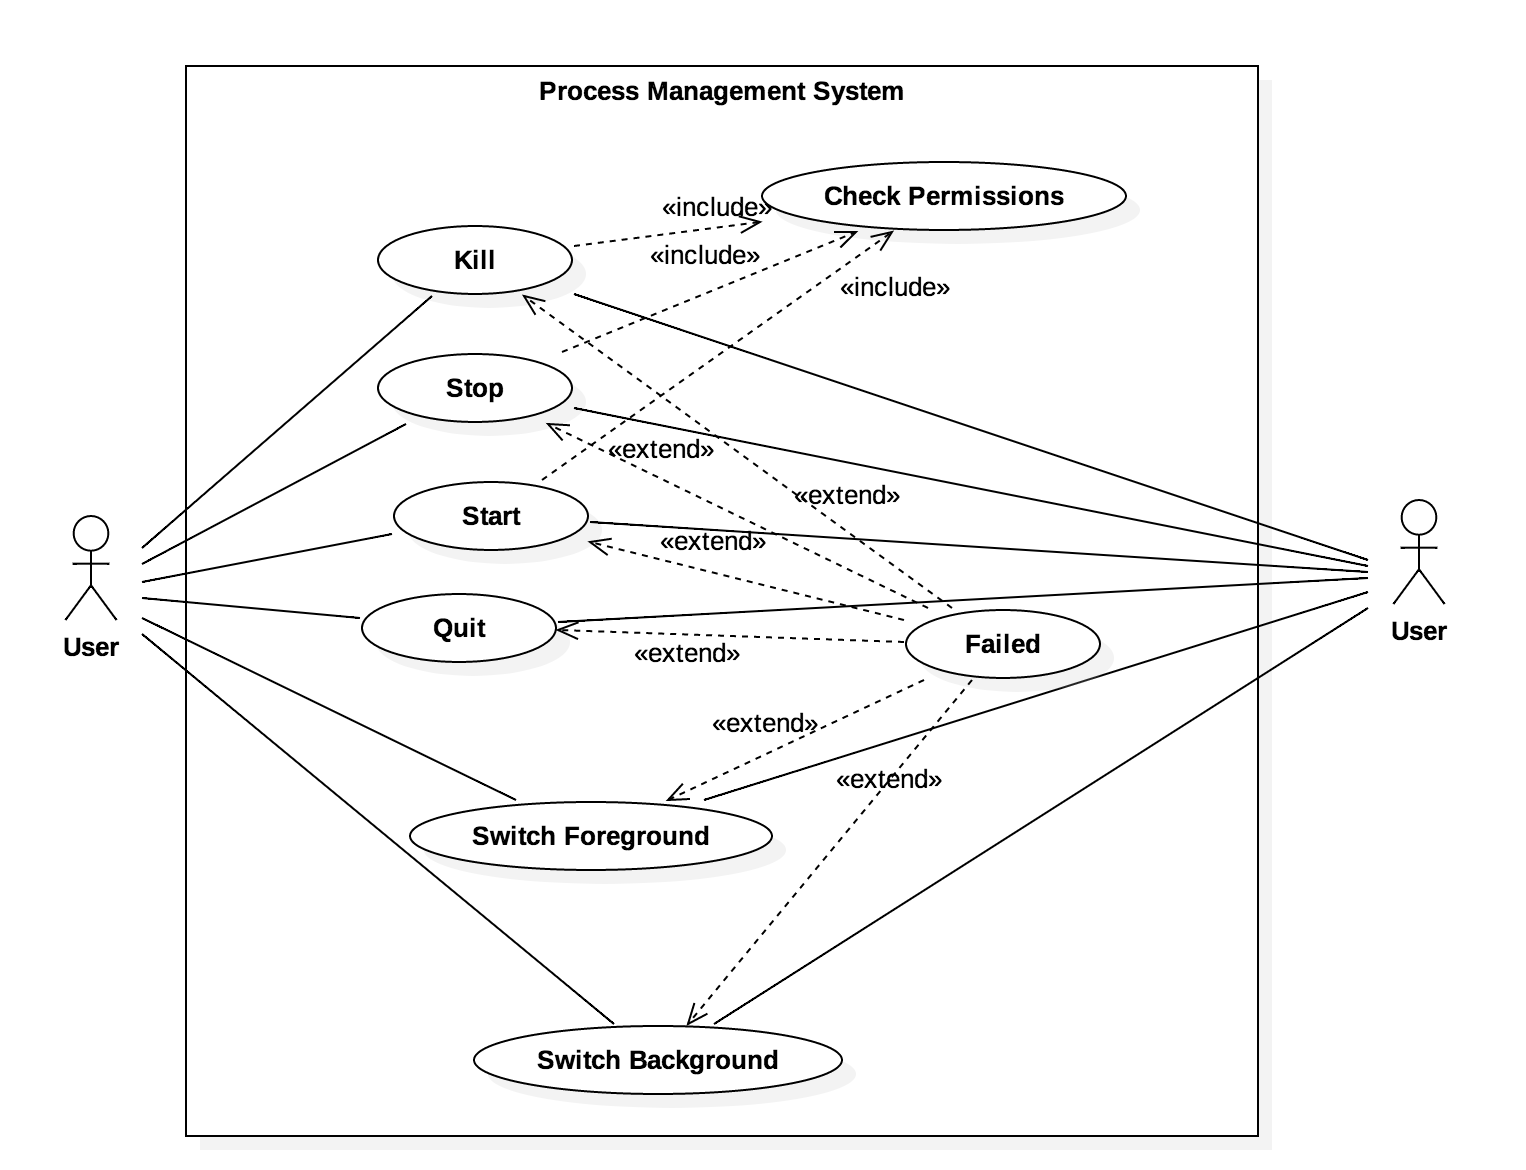 Process Management System
Check Permissions
«include»
Kill
«include»
«include»
Stop
«extend»
«extend»
Start
«extend»
Quit
User
User
Failed
«extend»
«extend»
«extend»
Switch Foreground
Switch Background